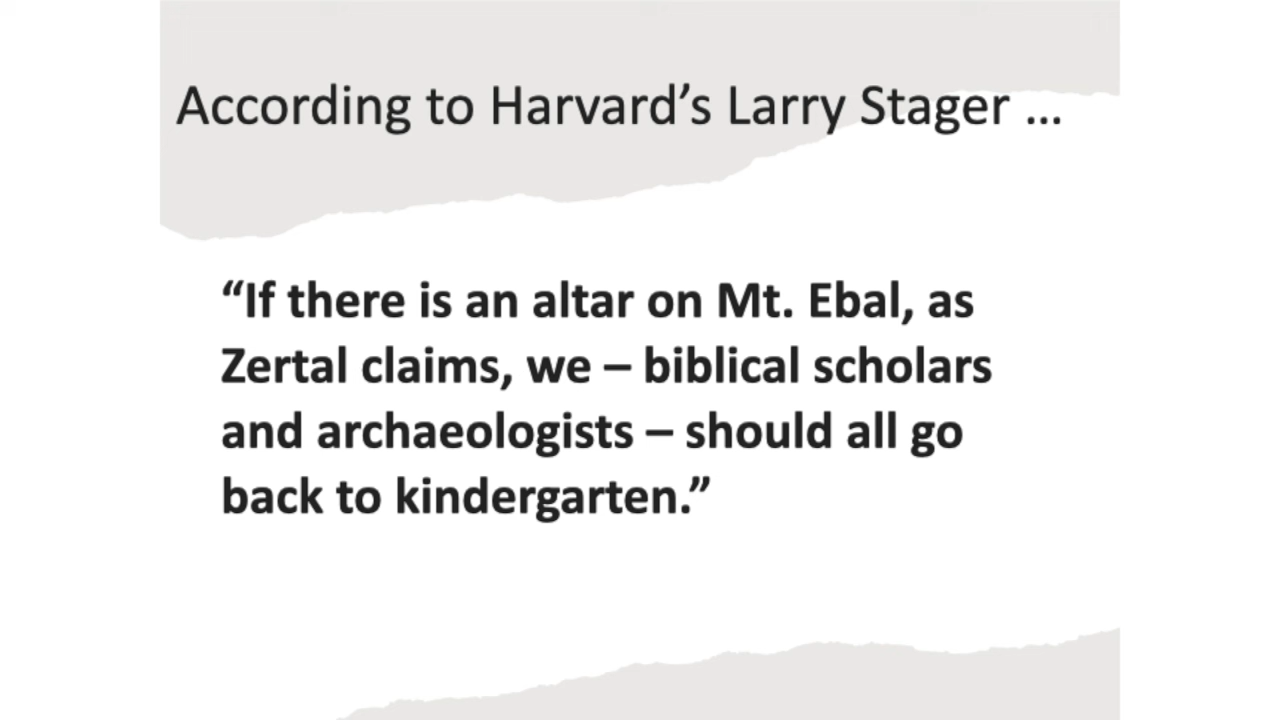 According to Harvard’s Larry Stager …
“If there is an altar on Mt. Ebal, as
Zertal claims, we – biblical scholars
and archaeologists – should all go
back to kindergarten.”